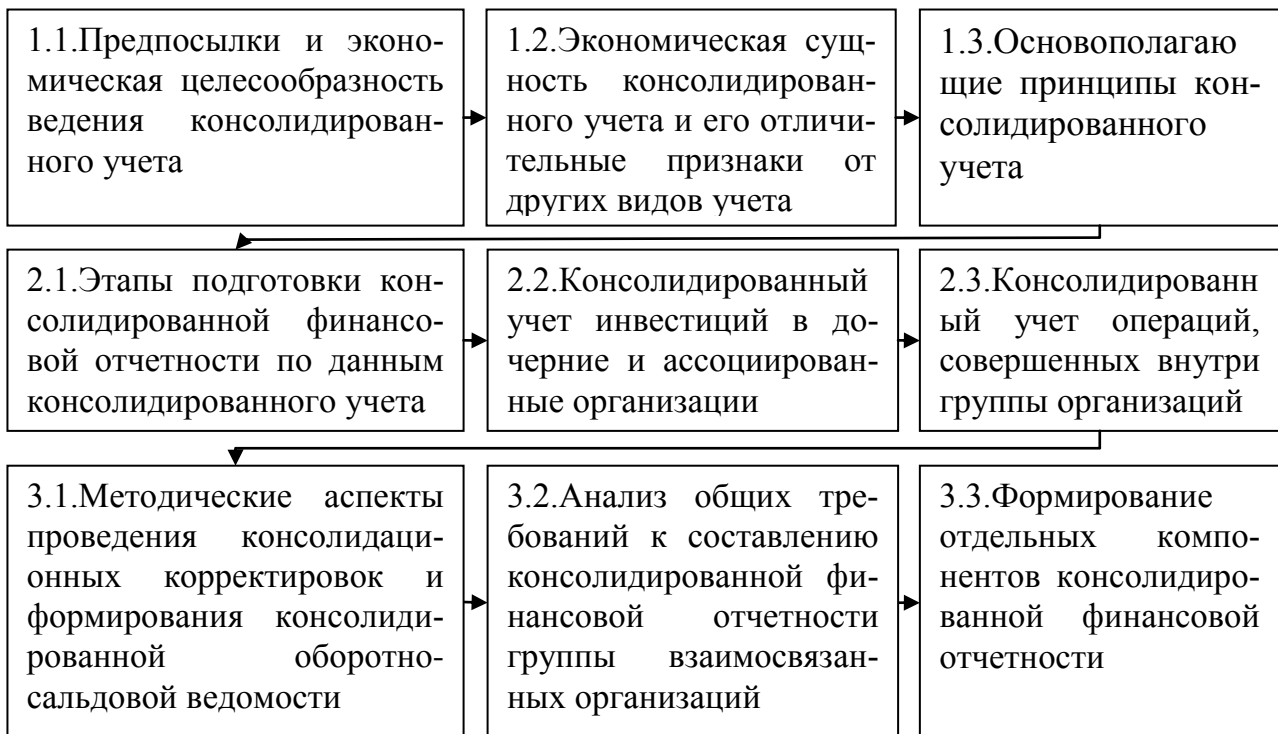 1.1.Предпосылки и эконо-
мическая целесообразность
ведения консолидирован-
ного учета
1.2.Экономическая сущ-
ность консолидирован-
ного учета и его отличи-
тельные признаки от
других видов учета
1.3.Основополагаю
щие принципы кон-
солидированного
учета
2.1.Этапы подготовки кон-
солидированной финансо-
вой отчетности по данным
консолидированного учета
2.2.Консолидированный
учет инвестиций в до-
черние и ассоциирован-
ные организации
2.3.Консолидированн
ый учет операций,
совершенных внутри
группы организаций
3.1.Методические аспекты
проведения консолидаци-
онных корректировок и
формирования консолиди-
рованной оборотно-
сальдовой ведомости
3.2.Анализ общих тре-
бований к составлению
консолидированной фи-
нансовой отчетности
группы взаимосвязан-
ных организаций
3.3.Формирование
отдельных компо-
нентов консолидиро-
ванной финансовой
отчетности